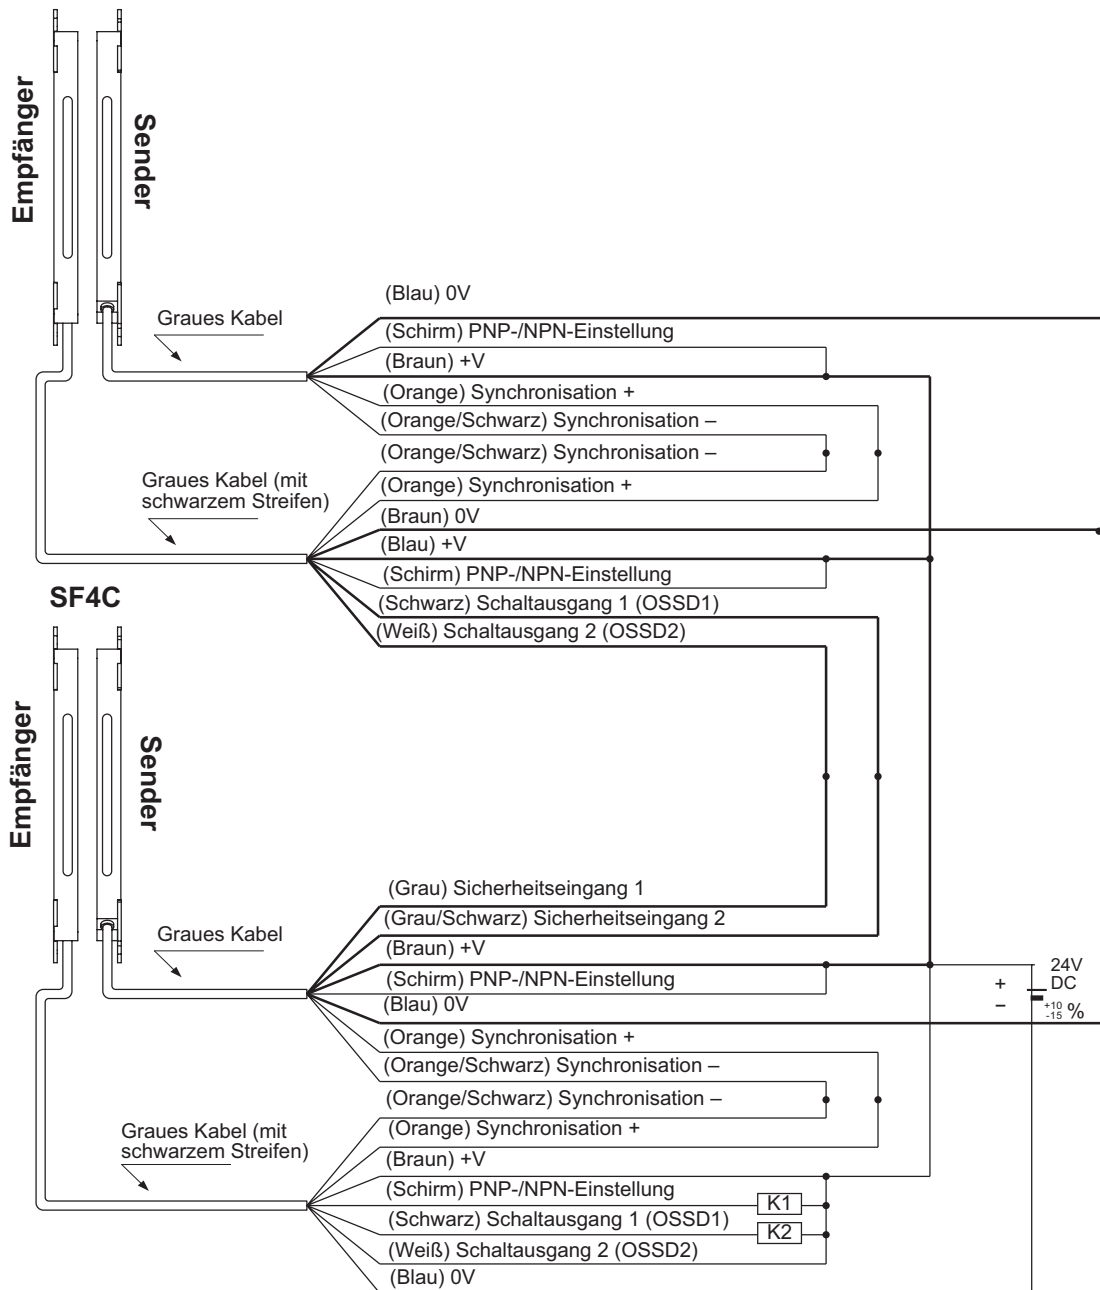 Empfänger
Sender
Graues Kabel
(Blau) 0V
(Schirm) PNP-/NPN-Einstellung
(Braun) +V
(Orange) Synchronisation +
(Orange/Schwarz) Synchronisation –
(Orange/Schwarz) Synchronisation –
Graues Kabel (mit
schwarzem Streifen)
(Orange) Synchronisation +
(Braun) 0V
(Blau) +V
(Schirm) PNP-/NPN-Einstellung
(Schwarz) Schaltausgang 1 (OSSD1)
(Weiß) Schaltausgang 2 (OSSD2)
SF4C
Empfänger
Sender
Graues Kabel
(Grau) Sicherheitseingang 1
(Grau/Schwarz) Sicherheitseingang 2
(Braun) +V
(Schirm) PNP-/NPN-Einstellung
(Blau) 0V
24V
+ DC
– +10 -15 %
(Orange) Synchronisation +
(Orange/Schwarz) Synchronisation –
(Orange/Schwarz) Synchronisation –
Graues Kabel (mit
schwarzem Streifen)
(Orange) Synchronisation +
(Braun) +V
(Schirm) PNP-/NPN-Einstellung
K1
(Schwarz) Schaltausgang 1 (OSSD1)
K2
(Weiß) Schaltausgang 2 (OSSD2)
(Blau) 0V